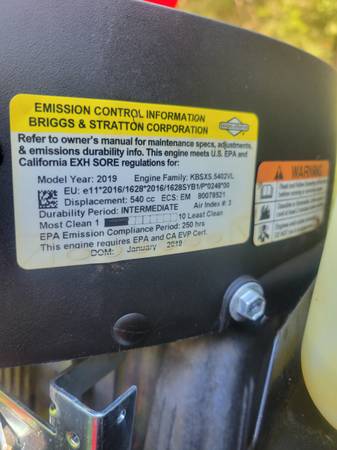 EMISSION CONTROL INFORMATION
BRIGGS & STRATTON CORPORATION
Refer to owner's manual for maintenance specs, adjustments,
& emissions durability info. This engine meets U.S. EPA and
California EXH SORE regulations for:
Model Year: 2019 Engine Family: KBSXS.5402VL
EU: e11*2016/1628*2016/1628SYB1/P*0248*00
Displacement: 540 cc ECS: EM 80079521
Durability Period: INTERMEDIATE Air Index #: 3
Most Clean 1 10 Least Clean
EPA Emission Compliance Period: 250 hrs
This engine requires EPA and CA EVP Cert.
DOM: January 2019
WARNING